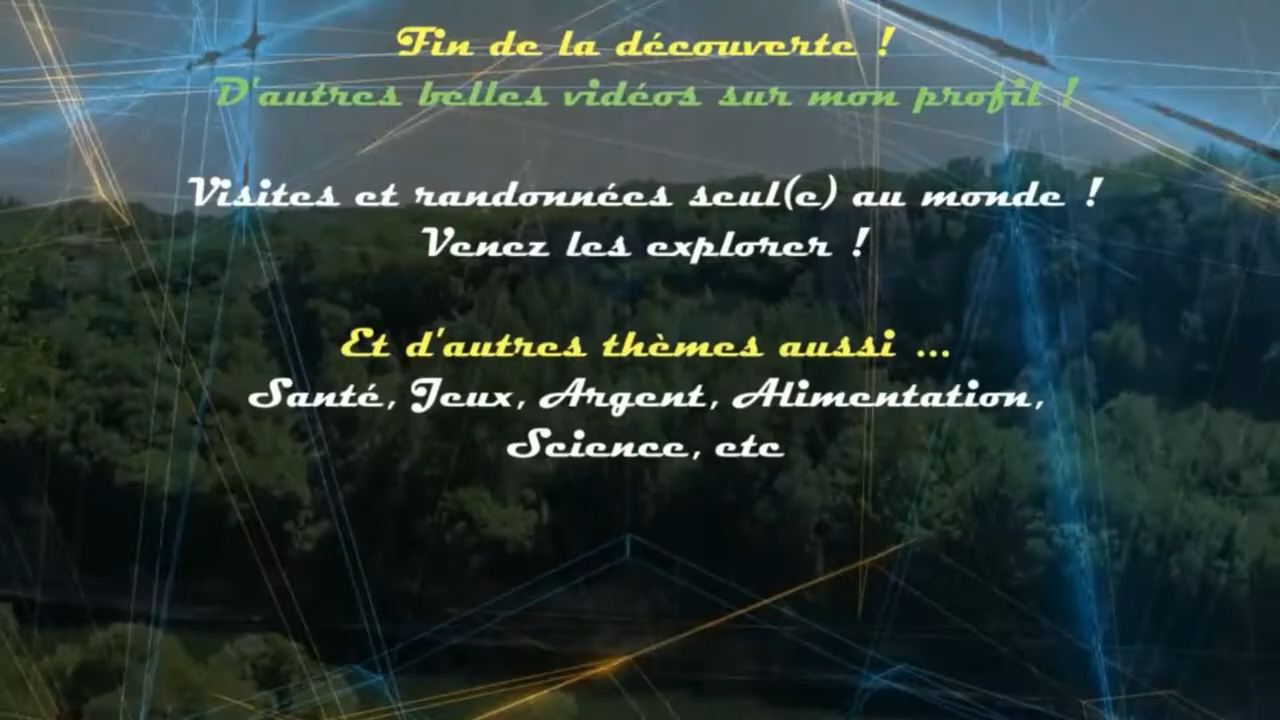 Fin de la découverte !
D'autres belles vidéos sur mon profil !
Visites et randonnées seul(e) au monde !
Venez les explorer !
Et d'autres thèmes aussi ...
Santé, Jeux, Argent, Alimentation,
Science, etc